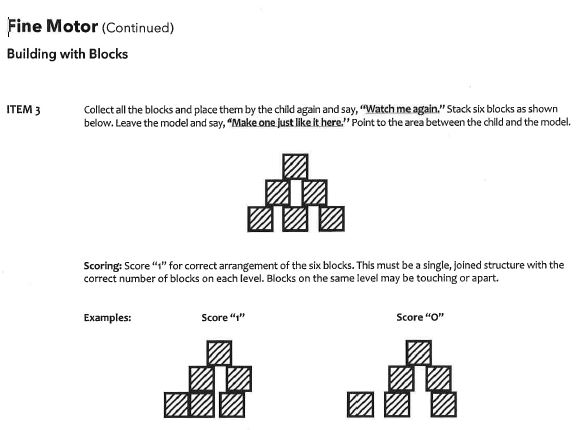 Fine Motor (Continued)
Building with Blocks
ITEM 3
Collect all the blocks and place them by the child again and say, “Watch me again.” Stack six blocks as shown
below. Leave the model and say, “Make one just like it here.” Point to the area between the child and the model.
Scoring: Score “1” for correct arrangement of the six blocks. This must be a single, joined structure with the
correct number of blocks on each level. Blocks on the same level may be touching or apart.
Examples:
Score “1”
Score “0”